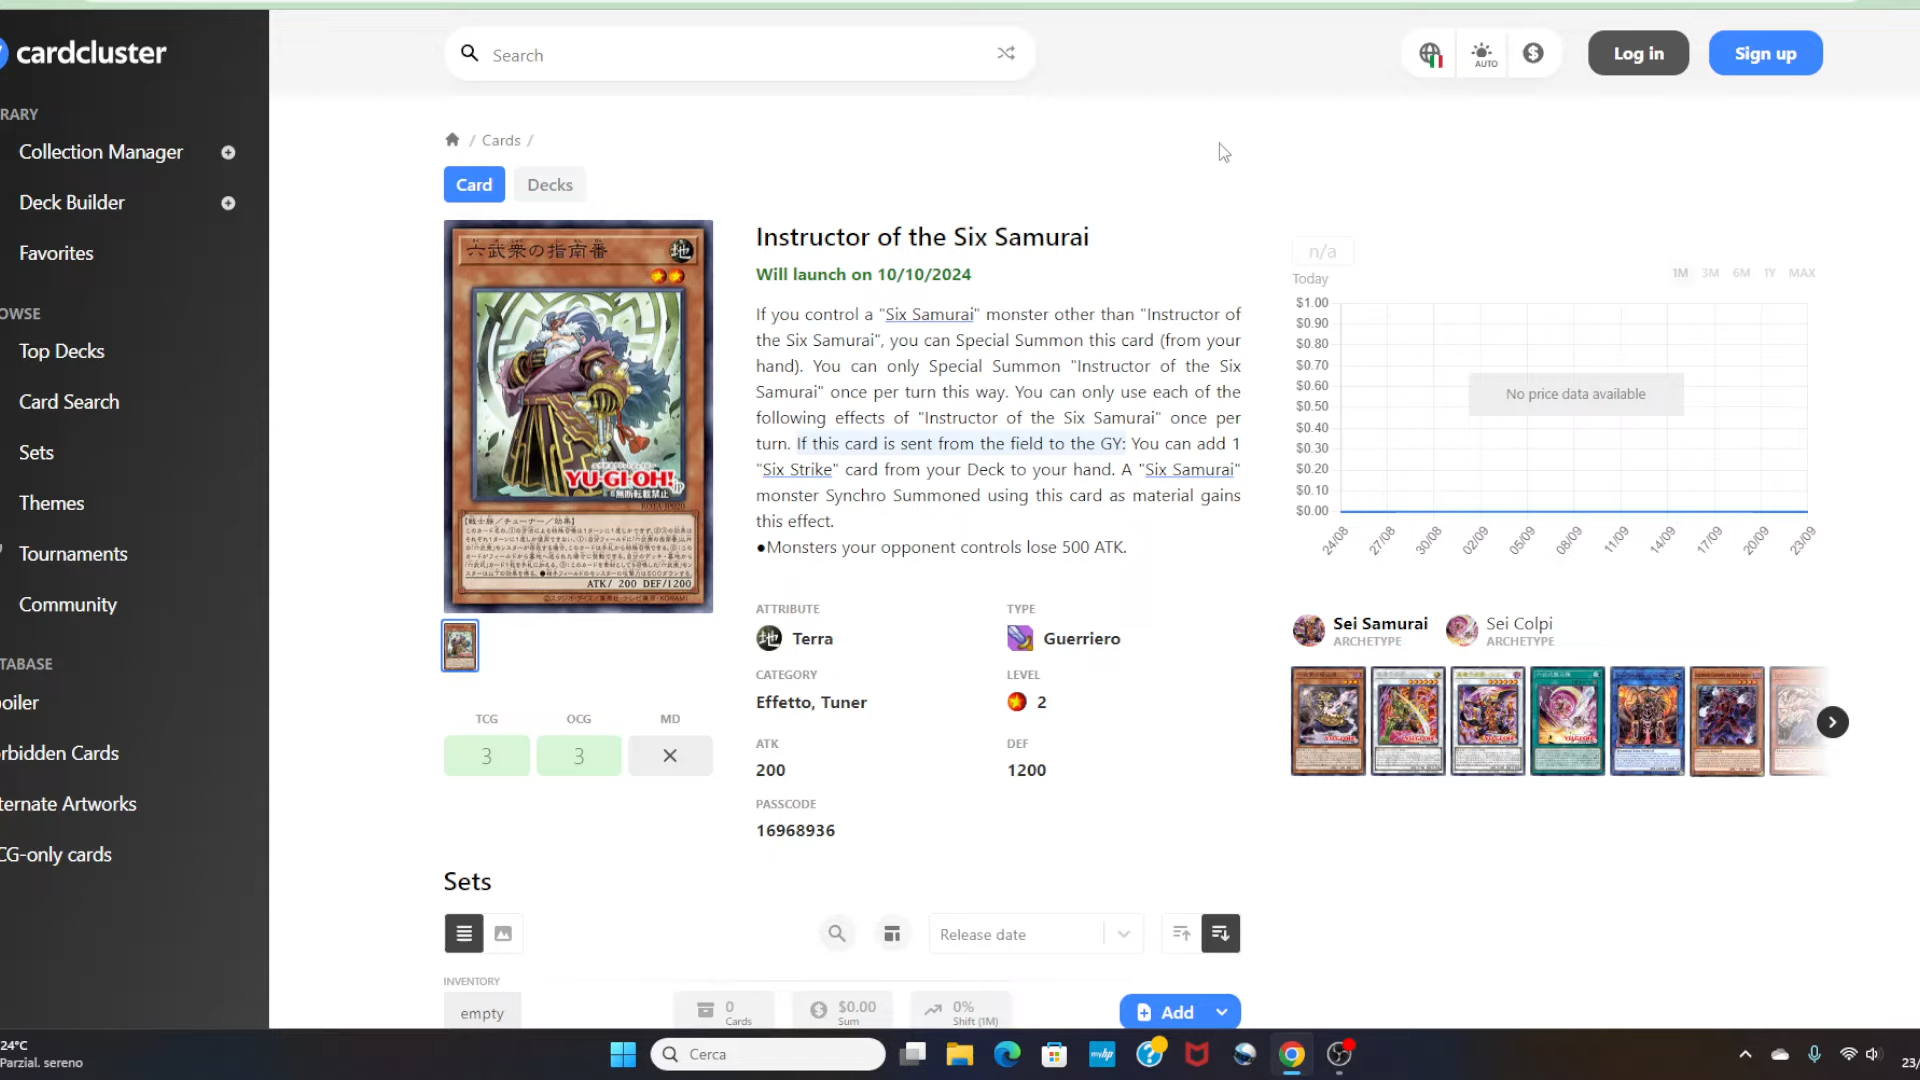 cardcluster
Search
AUTO
Log in
Sign up
RARY
Collection Manager
Deck Builder
Favorites
OWSE
Top Decks
Card Search
Sets
Themes
Tournaments
Community
TABASE
oiler
rbidden Cards
ternate Artworks
CG-only cards
/ Cards /
Card
Decks
六武衆の指南番
地
YU-GI-OH!
ATK/ 200 DEF/1200
TCG
OCG
MD
3
3
Instructor of the Six Samurai
Will launch on 10/10/2024
If you control a "Six Samurai" monster other than "Instructor of
the Six Samurai", you can Special Summon this card (from your
hand). You can only Special Summon "Instructor of the Six
Samurai" once per turn this way. You can only use each of the
following effects of "Instructor of the Six Samurai" once per
turn. If this card is sent from the field to the GY: You can add 1
"Six Strike" card from your Deck to your hand. A "Six Samurai"
monster Synchro Summoned using this card as material gains
this effect.
●Monsters your opponent controls lose 500 ATK.
ATTRIBUTE
地 Terra
TYPE
Guerriero
CATEGORY
Effetto, Tuner
LEVEL
2
ATK
200
DEF
1200
PASSCODE
16968936
n/a
Today
1M 3M 6M 1Y MAX
$1.00
$0.90
$0.80
$0.70
$0.60
$0.50
$0.40
$0.30
$0.20
$0.10
$0.00
No price data available
24/08 27/08 30/08 02/09 05/09 08/09 11/09 14/09 17/09 20/09 23/09
Sei Samurai
ARCHETYPE
Sei Colpi
ARCHETYPE
Sets
Release date
INVENTORY
empty
0
Cards
$0.00
Sum
0%
Shift (1M)
Add
24°C
Parzial. sereno
Cerca
myhp
23/